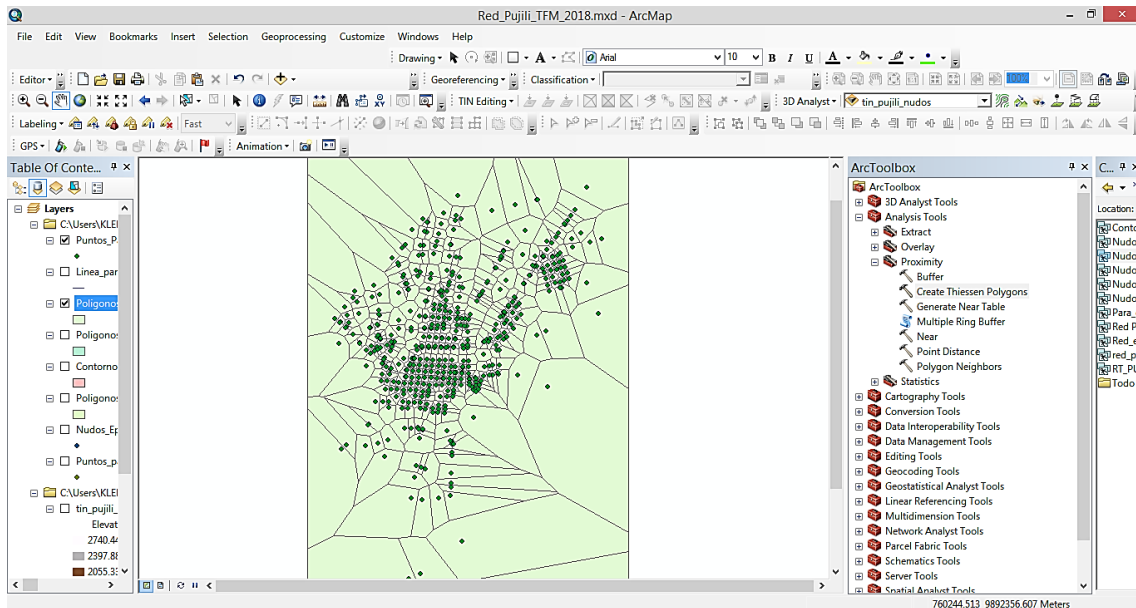 Red_Pujili_TFM_2018.mxd - ArcMap
File Edit View Bookmarks Insert Selection Geoprocessing Customize Windows Help
Drawing A Arial 10 B I U A
Editor Georeferencing Classification 100%
TIN Editing 3D Analyst tin_pujili_nudos
Labeling Fast
GPS Animation
Table Of Conte...
Layers
C:\Users\KLEI
Puntos_P
Linea_par
Poligonos
Poligonos
Contorno
Poligonos
Nudos_Ep
Puntos_p
C:\Users\KLEI
tin_pujili_
Elevat
2740.44
2397.88
2055.33
ArcToolbox
ArcToolbox
3D Analyst Tools
Analysis Tools
Extract
Overlay
Proximity
Buffer
Create Thiessen Polygons
Generate Near Table
Multiple Ring Buffer
Near
Point Distance
Polygon Neighbors
Statistics
Cartography Tools
Conversion Tools
Data Interoperability Tools
Data Management Tools
Editing Tools
Geocoding Tools
Geostatistical Analyst Tools
Linear Referencing Tools
Multidimension Tools
Network Analyst Tools
Parcel Fabric Tools
Schematics Tools
Server Tools
Spatial Analyst Tools
C...
Location:
Conto
Nudo
Nudo
Nudo
Nudo
Para_
Red P
Red_e
red_p
RT_PU
Todo
760244.513 9892356.607 Meters